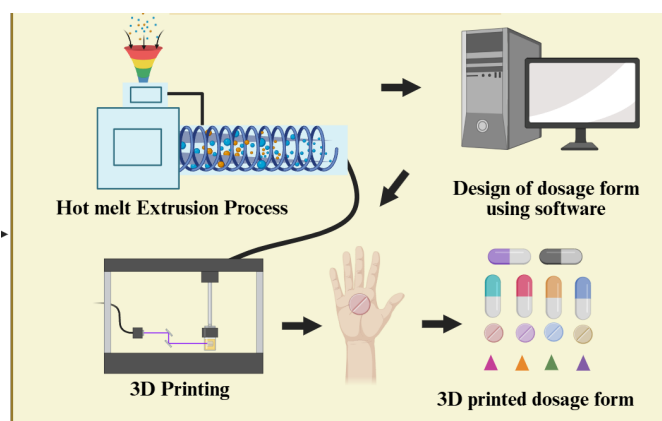 Hot melt Extrusion Process
Design of dosage form
using software
3D Printing
3D printed dosage form